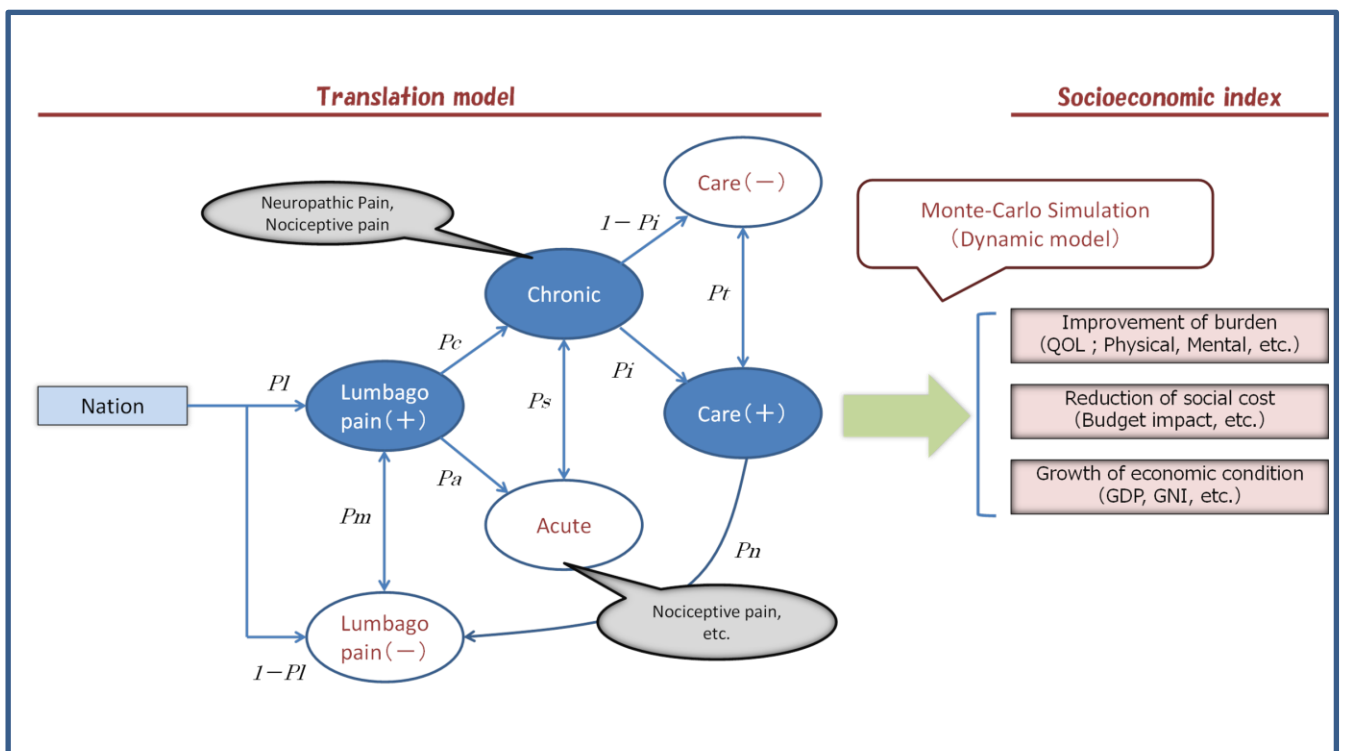 Translation model
Socioeconomic index
Care(－)
Neuropathic Pain,
Nociceptive pain
Monte-Carlo Simulation
(Dynamic model)
1－Pi
Chronic
Pt
Improvement of burden
(QOL ; Physical, Mental, etc.)
Pc
Pi
Pl
Nation
Lumbago
pain(＋)
Ps
Care(＋)
Reduction of social cost
(Budget impact, etc.)
Pa
Growth of economic condition
(GDP, GNI, etc.)
Pm
Acute
Pn
Nociceptive pain,
etc.
Lumbago
pain(－)
1－Pl